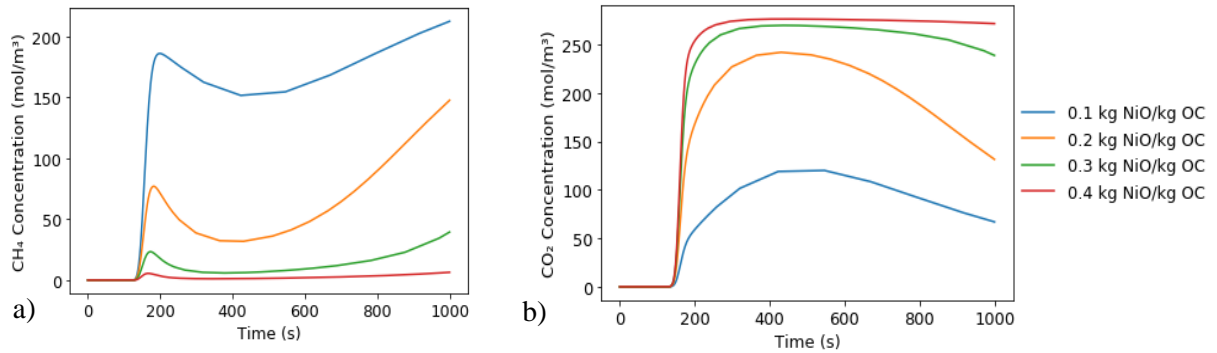 CH₄ Concentration (mol/m³)
200
150
100
50
0
0 200 400 600 800 1000
Time (s)
a)
CO₂ Concentration (mol/m³)
250
200
150
100
50
0
0 200 400 600 800 1000
Time (s)
b)
0.1 kg NiO/kg OC
0.2 kg NiO/kg OC
0.3 kg NiO/kg OC
0.4 kg NiO/kg OC